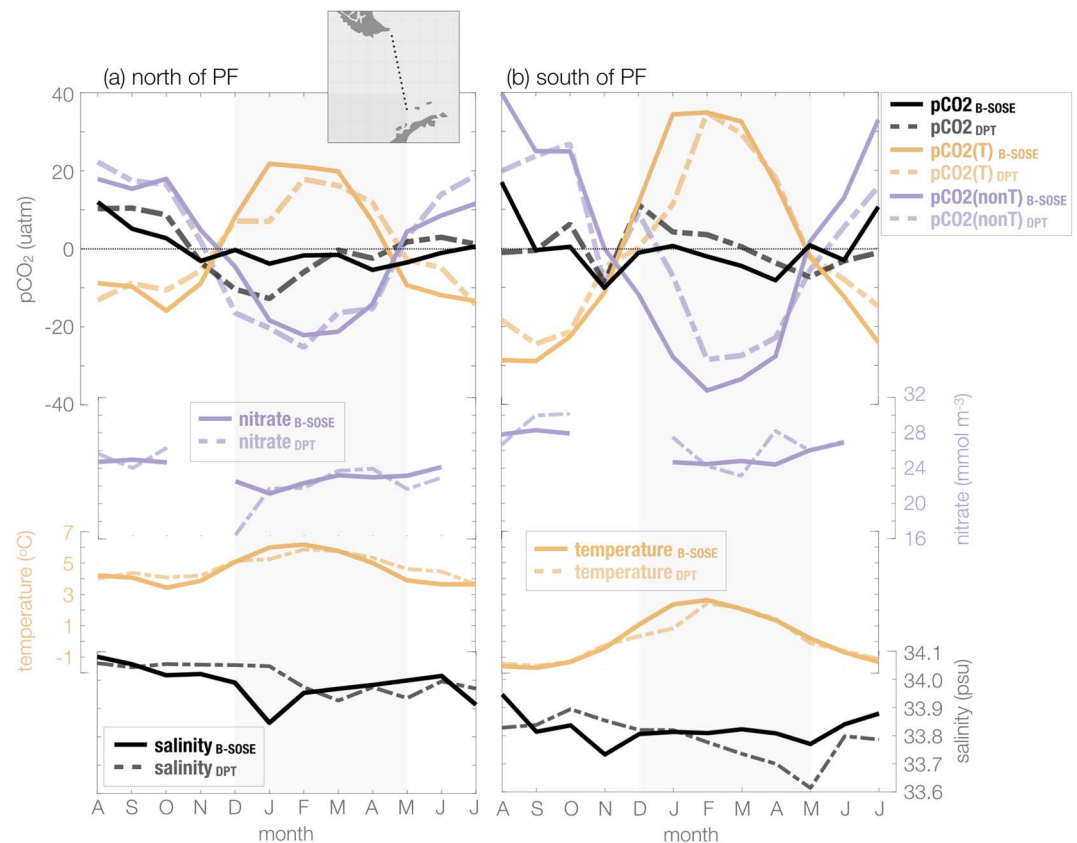 (a) north of PF
(b) south of PF
40
20
0
-20
-40
pCO₂ (uatm)
pCO2 B-SOSE
pCO2 DPT
pCO2(T) B-SOSE
pCO2(T) DPT
pCO2(nonT) B-SOSE
pCO2(nonT) DPT
nitrate B-SOSE
nitrate DPT
32
28
24
20
16
nitrate (mmol m⁻³)
7
5
3
1
-1
temperature (ºC)
temperature B-SOSE
temperature DPT
34.1
34.0
33.9
33.8
33.7
33.6
salinity (psu)
salinity B-SOSE
salinity DPT
A S O N D J F M A M J J
A S O N D J F M A M J J
month
month